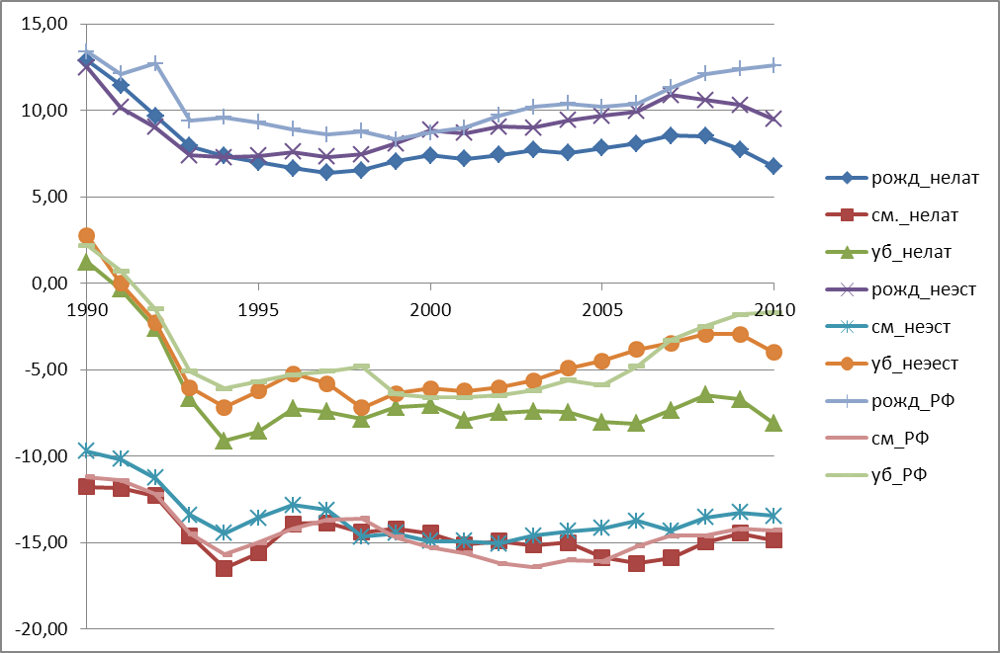 15,00
10,00
5,00
0,00
1990 1995 2000 2005 2010
-5,00
-10,00
-15,00
-20,00
рожд_нелат
см._нелат
уб_нелат
рожд_неэст
см_неэст
уб_неэест
рожд_РФ
см_РФ
уб_РФ